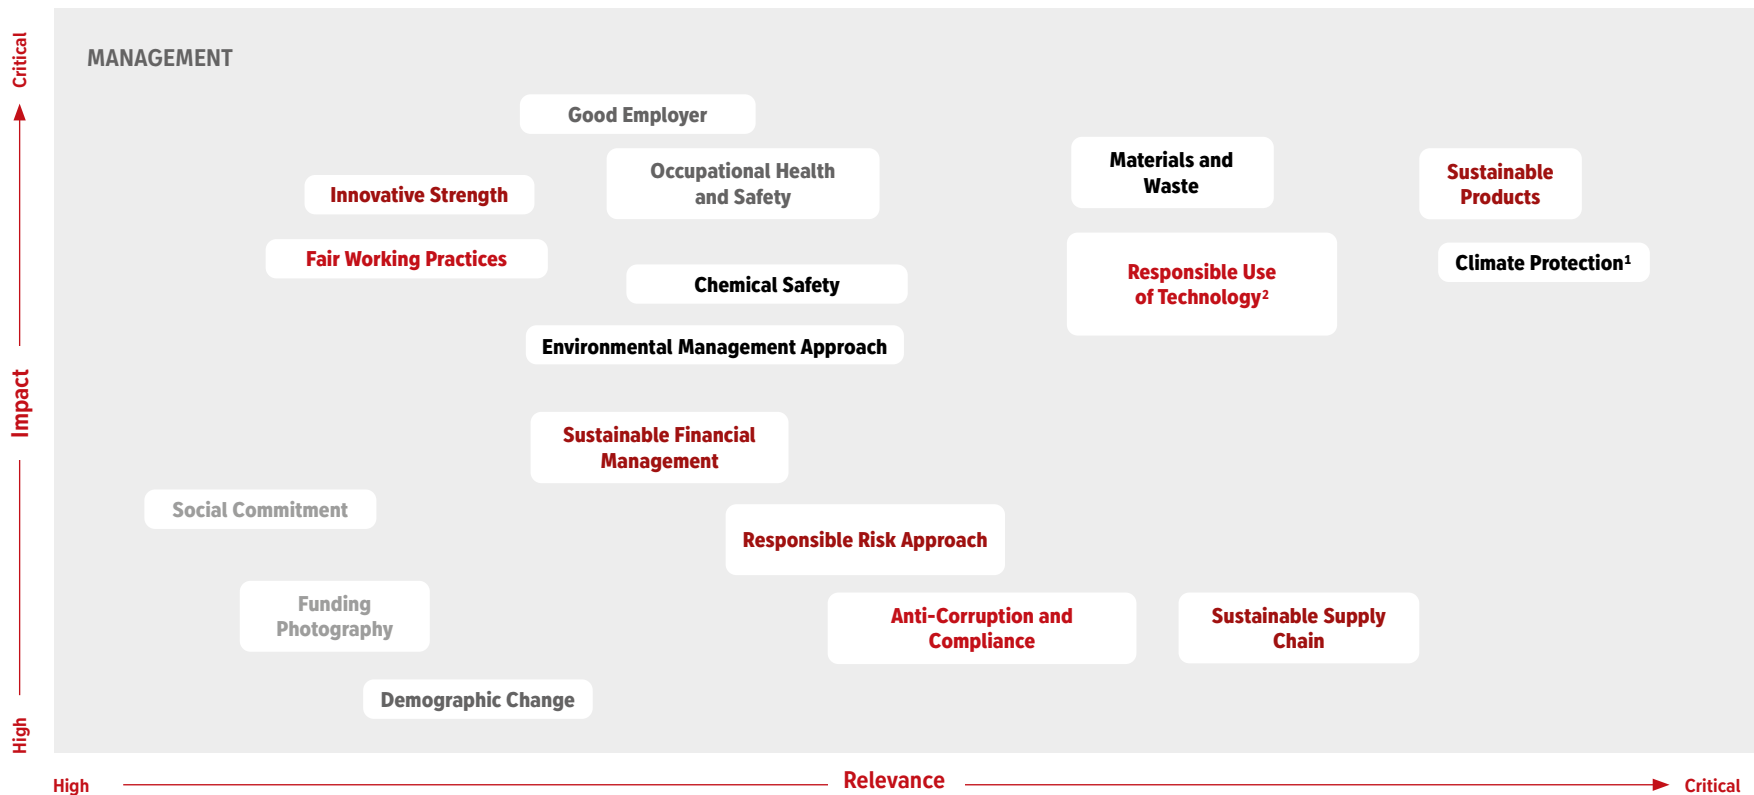 Critical
MANAGEMENT
Good Employer
Materials and
Waste
Occupational Health
and Safety
Sustainable
Products
Innovative Strength
Fair Working Practices
Climate Protection¹
Responsible Use
of Technology²
Chemical Safety
Environmental Management Approach
Impact
Sustainable Financial
Management
Social Commitment
Responsible Risk Approach
Funding
Photography
Anti-Corruption and
Compliance
Sustainable Supply
Chain
Demographic Change
High
High
Relevance
Critical